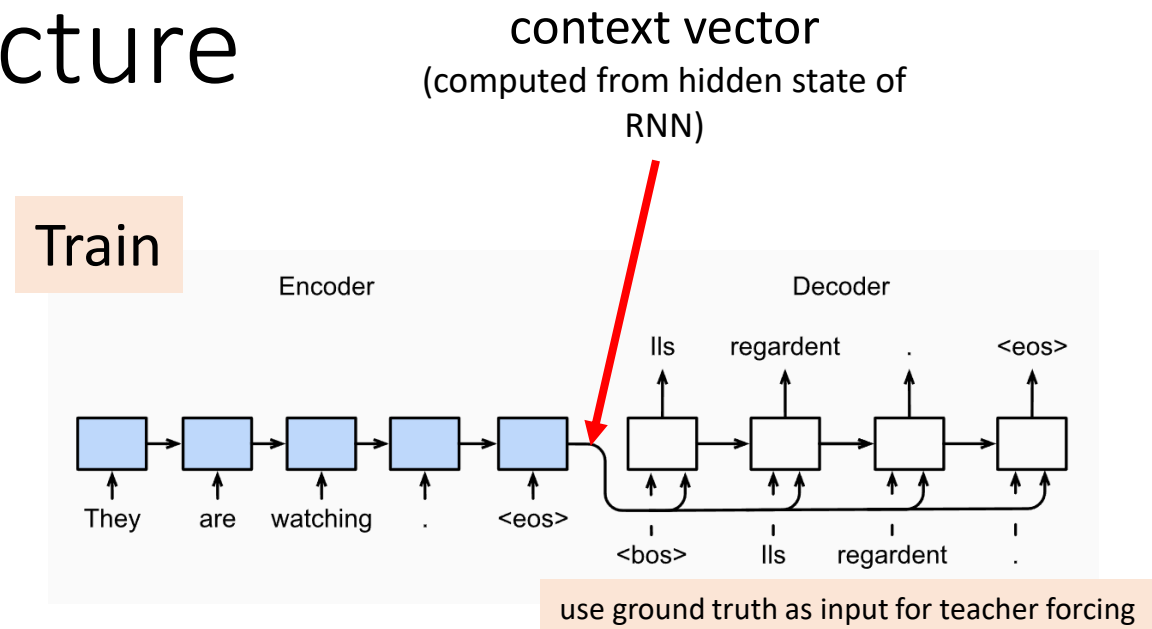 cture
context vector
(computed from hidden state of
RNN)
Train
Encoder
Decoder
Ils regardent . <eos>
They are watching . <eos>
<bos> Ils regardent .
use ground truth as input for teacher forcing